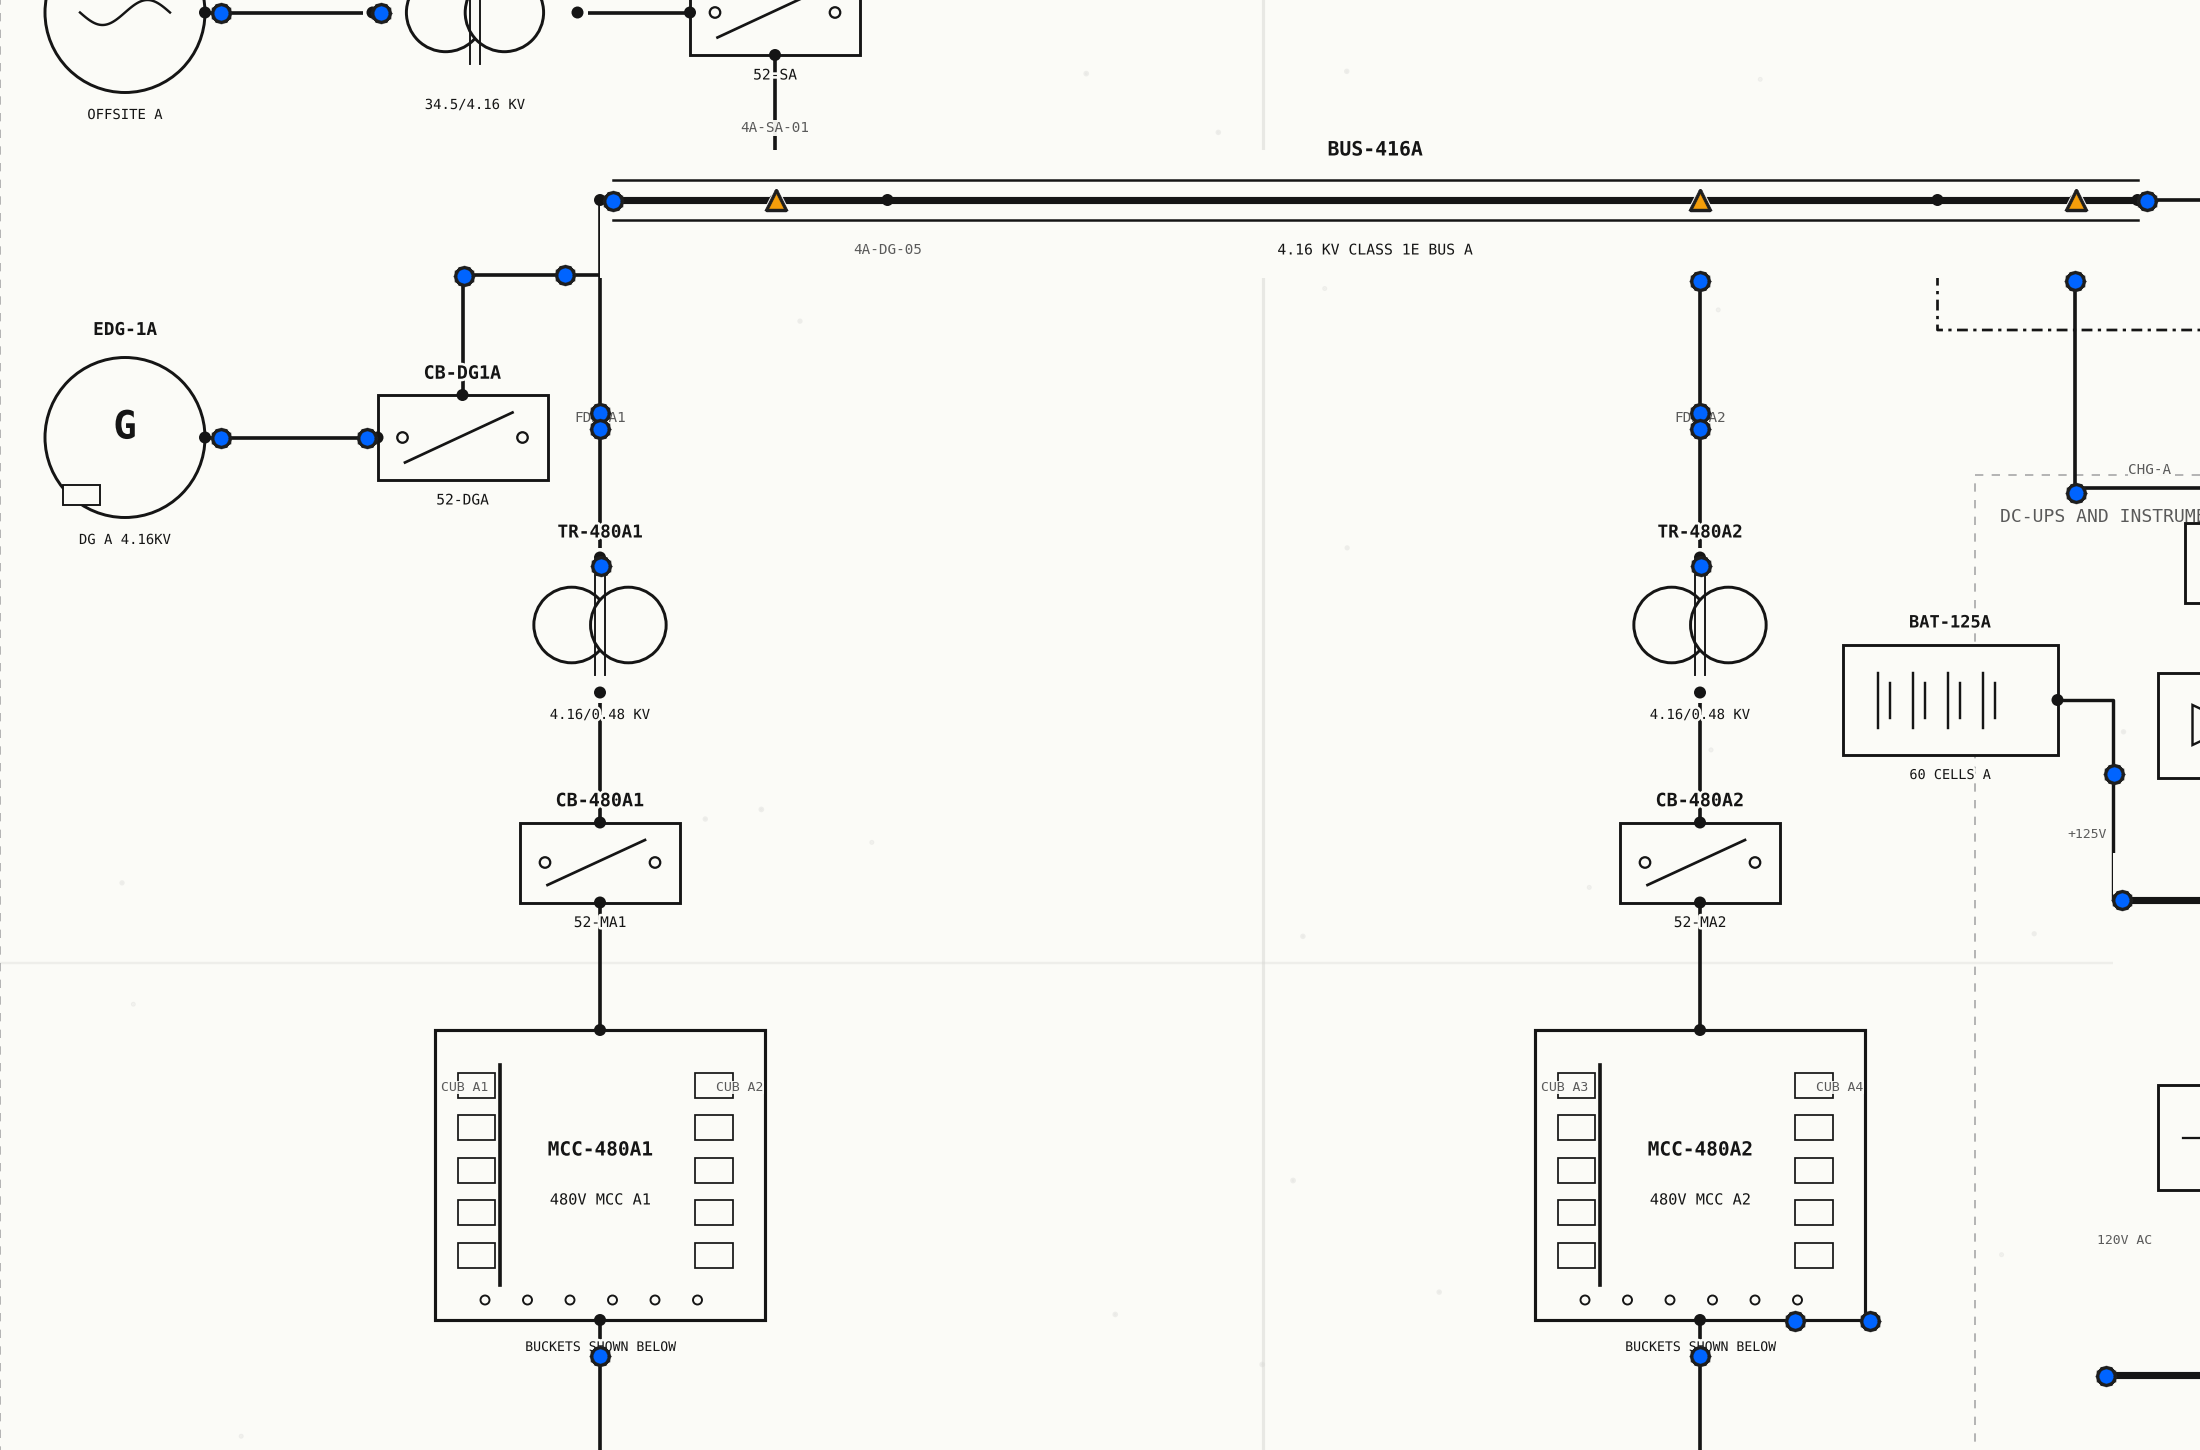 OFFSITE A
34.5/4.16 KV
52-SA
4A-SA-01
BUS-416A
4A-DG-05
4.16 KV CLASS 1E BUS A
EDG-1A
G
DG A 4.16KV
CB-DG1A
52-DGA
CHG-A
DC-UPS AND INSTRUME
TR-480A1
TR-480A2
BAT-125A
4.16/0.48 KV
4.16/0.48 KV
60 CELLS A
CB-480A1
CB-480A2
+125V
52-MA1
52-MA2
CUB A1
CUB A2
CUB A3
CUB A4
MCC-480A1
MCC-480A2
480V MCC A1
480V MCC A2
120V AC
BUCKETS SHOWN BELOW
BUCKETS SHOWN BELOW